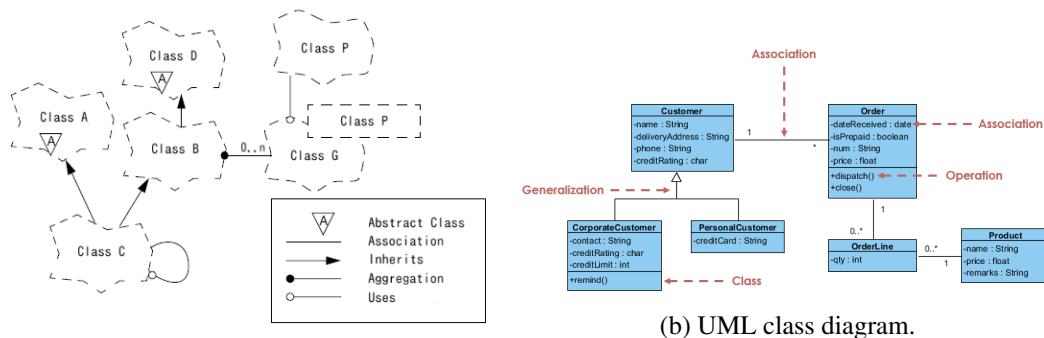 Class D
A
Class P
Class A
A
Class P
Class B
0..n
Class G
Class C
A
Abstract Class
Association
Inherits
Aggregation
Uses
Association
Customer
-name : String
-deliveryAddress : String
-phone : String
-creditRating : char
1
*
Order
-dateReceived : date
-isPrepaid : boolean
-num : String
-price : float
+dispatch()
+close()
Association
Operation
Generalization
CorporateCustomer
-contact : String
-creditRating : char
-creditLimit : int
+remind()
PersonalCustomer
-creditCard : String
Class
1
0..*
OrderLine
-qty : int
0..*
1
Product
-name : String
-price : float
-remarks : String
(b) UML class diagram.